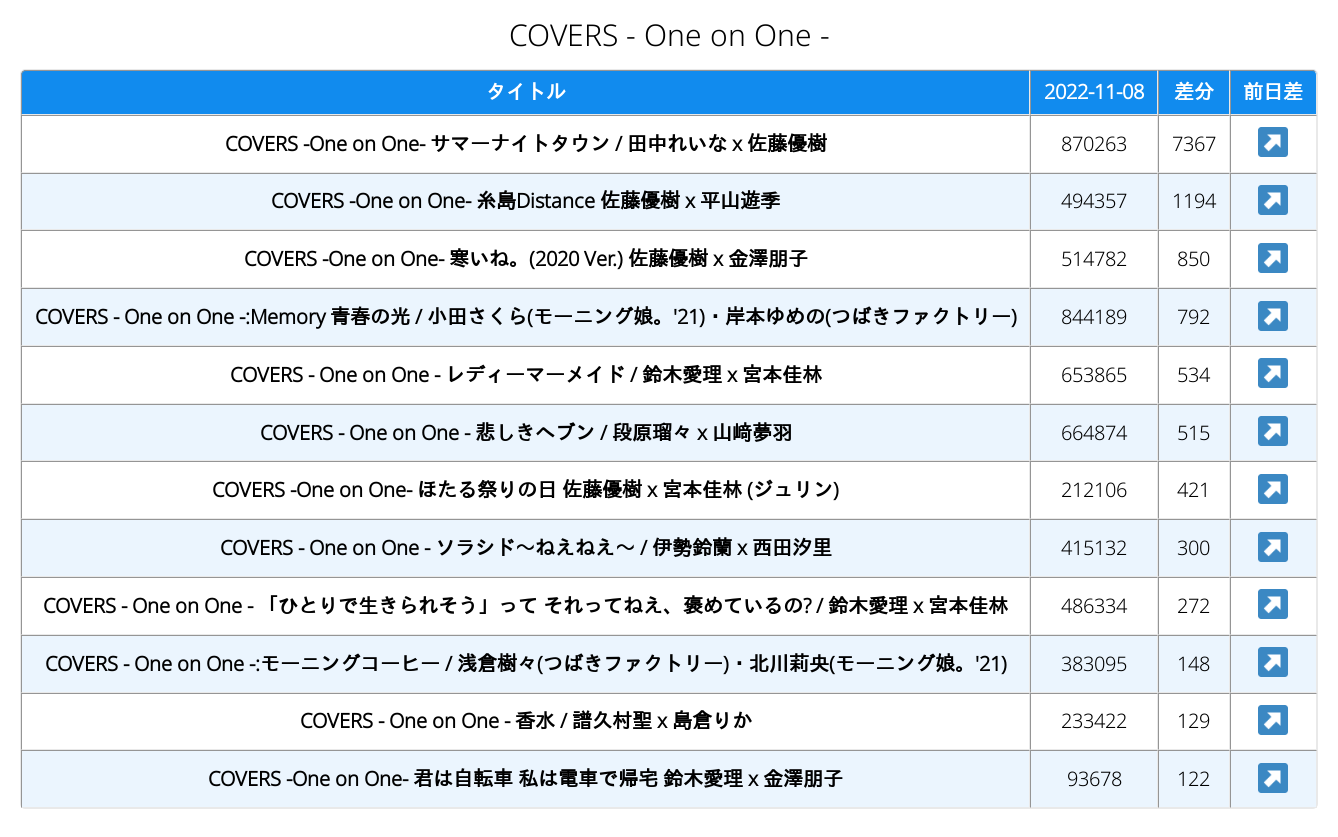 COVERS - One on One -
タイトル 2022-11-08 差分 前日差
COVERS -One on One- サマーナイトタウン / 田中れいな x 佐藤優樹 870263 7367
COVERS -One on One- 糸島Distance 佐藤優樹 x 平山遊季 494357 1194
COVERS -One on One- 寒いね。(2020 Ver.) 佐藤優樹 x 金澤朋子 514782 850
COVERS - One on One -:Memory 青春の光 / 小田さくら(モーニング娘。'21)・岸本ゆめの(つばきファクトリー) 844189 792
COVERS - One on One - レディーマーメイド / 鈴木愛理 x 宮本佳林 653865 534
COVERS - One on One - 悲しきヘブン / 段原瑠々 x 山﨑夢羽 664874 515
COVERS -One on One- ほたる祭りの日 佐藤優樹 x 宮本佳林 (ジュリン) 212106 421
COVERS - One on One - ソラシド〜ねえねえ〜 / 伊勢鈴蘭 x 西田汐里 415132 300
COVERS - One on One - 「ひとりで生きられそう」って それってねえ、褒めているの? / 鈴木愛理 x 宮本佳林 486334 272
COVERS - One on One -:モーニングコーヒー / 浅倉樹々(つばきファクトリー)・北川莉央(モーニング娘。'21) 383095 148
COVERS - One on One - 香水 / 譜久村聖 x 島倉りか 233422 129
COVERS -One on One- 君は自転車 私は電車で帰宅 鈴木愛理 x 金澤朋子 93678 122